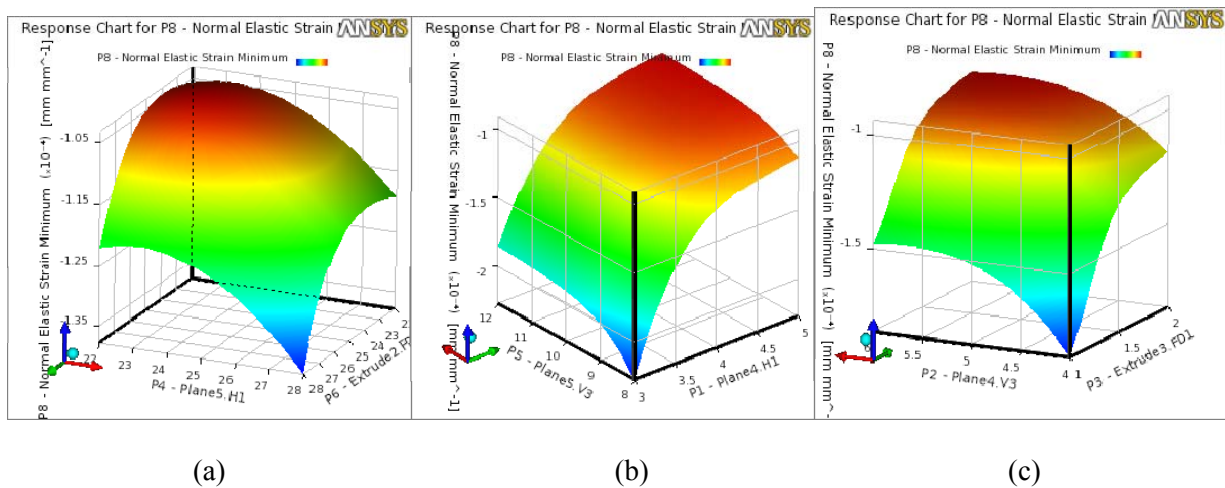 Response Chart for P8 - Normal Elastic Strain
ANSYS
P8 - Normal Elastic Strain Minimum
P8 - Normal Elastic Strain Minimum (x10⁻⁴) [mm mm^-1]
-1.05
-1.15
-1.25
-1.35
22 23 24 25 26 27 28
P4 - Plane5.H1
28 27 26 25 24 23
P6 - Extrude2.
Response Chart for P8 - Normal Elastic Strain
ANSYS
P8 - Normal Elastic Strain Minimum
P8 - Normal Elastic Strain Minimum (x10⁻⁴) [mm mm^-1]
-1
-1.5
-2
12 11 10 9 8
P5 - Plane5.V3
3 3.5 4 4.5 5
P1 - Plane4.H1
Response Chart for P8 - Normal Elastic Strain
ANSYS
P8 - Normal Elastic Strain Minimum
P8 - Normal Elastic Strain Minimum (x10⁻⁴) [mm mm^-
-1
-1.5
5.5 5 4.5 4
P2 - Plane4.V3
1 1.5 2
P3 - Extrude3.FD1
(a) (b) (c)